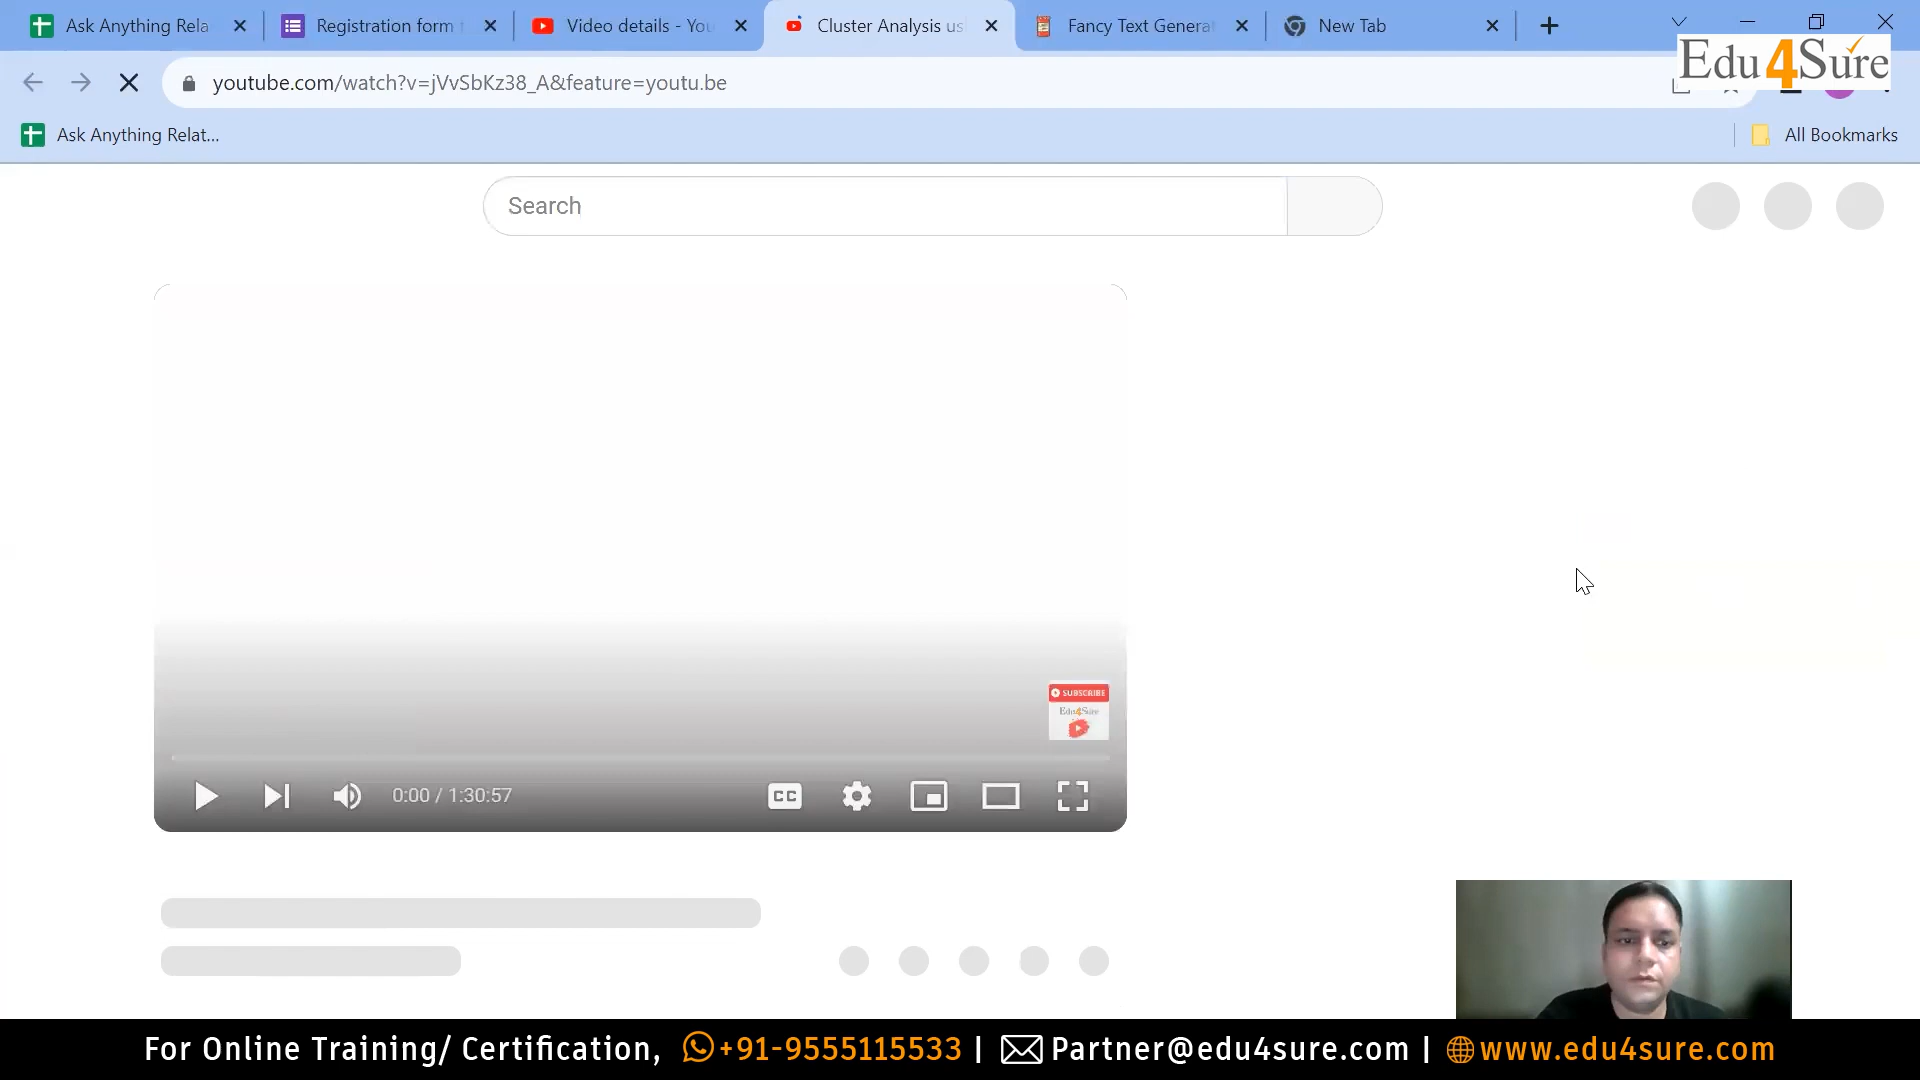 Ask Anything Rela
Registration form
Video details - You
Cluster Analysis us
Fancy Text Generat
New Tab
Edu4Sure
youtube.com/watch?v=jVvSbKz38_A&feature=youtu.be
Ask Anything Relat...
All Bookmarks
Search
SUBSCRIBE
Edu4Sure
0:00 / 1:30:57
CC
For Online Training/ Certification, +91-9555115533 | Partner@edu4sure.com | www.edu4sure.com